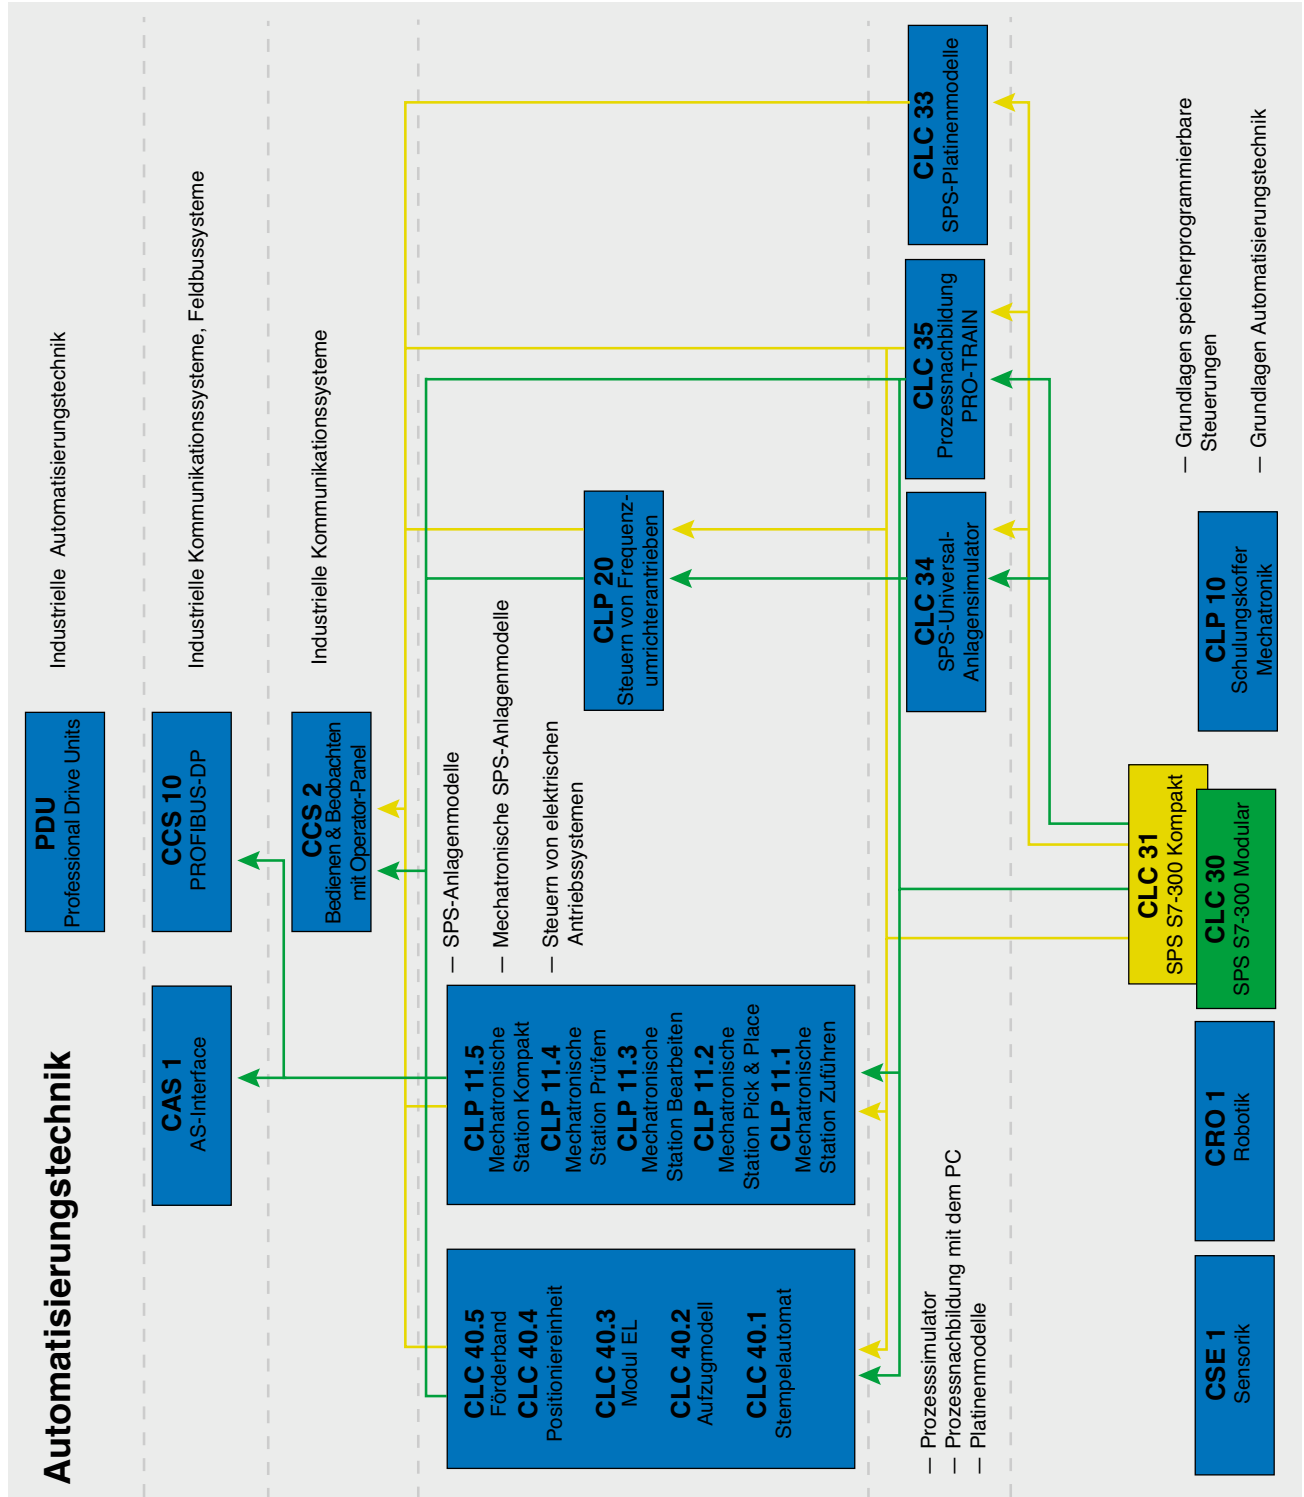 Automatisierungstechnik
PDU
Professional Drive Units
Industrielle Automatisierungstechnik
CAS 1
AS-Interface
CCS 10
PROFIBUS-DP
Industrielle Kommunikationssysteme, Feldbussysteme
CCS 2
Bedienen & Beobachten
mit Operator-Panel
Industrielle Kommunikationssysteme
CLC 40.5
Förderband
CLC 40.4
Positioniereinheit
CLC 40.3
Modul EL
CLC 40.2
Aufzugmodell
CLC 40.1
Stempelautomat
CLP 11.5
Mechatronische
Station Kompakt
CLP 11.4
Mechatronische
Station Prüfem
CLP 11.3
Mechatronische
Station Bearbeiten
CLP 11.2
Mechatronische
Station Pick & Place
CLP 11.1
Mechatronische
Station Zuführen
— SPS-Anlagenmodelle
— Mechatronische SPS-Anlagenmodelle
— Steuern von elektrischen
Antriebssystemen
CLP 20
Steuern von Frequenz-
umrichterantrieben
— Prozesssimulator
— Prozessnachbildung mit dem PC
— Platinenmodelle
CLC 34
SPS-Universal-
Anlagensimulator
CLC 35
Prozessnachbildung
PRO-TRAIN
CLC 33
SPS-Platinenmodelle
CSE 1
Sensorik
CRO 1
Robotik
CLC 31
SPS S7-300 Kompakt
CLC 30
SPS S7-300 Modular
CLP 10
Schulungskoffer
Mechatronik
— Grundlagen speicherprogrammierbare
Steuerungen
— Grundlagen Automatisierungstechnik